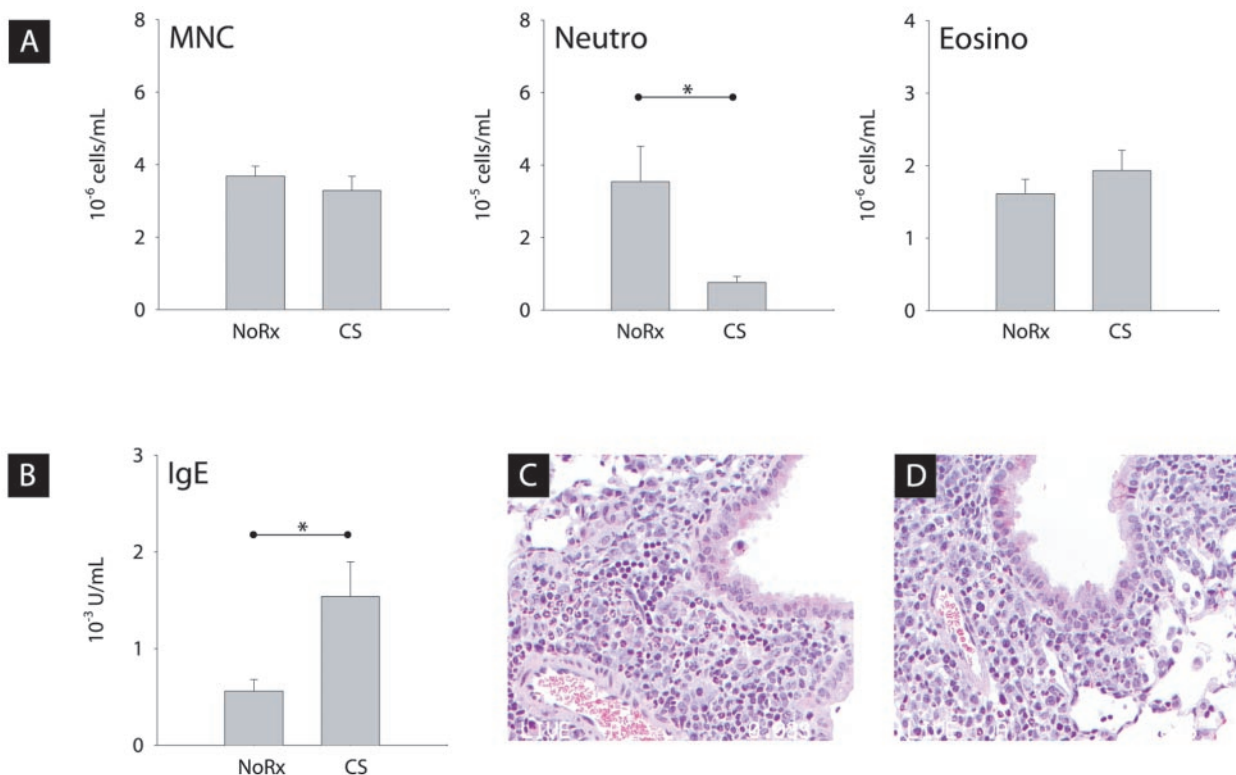 A
MNC
8
6
4
2
0
10⁻⁶ cells/mL
NoRx
CS
Neutro
8
6
4
2
0
10⁻⁵ cells/mL
*
NoRx
CS
Eosino
4
3
2
1
0
10⁻⁶ cells/mL
NoRx
CS
B
IgE
3
2
1
0
10⁻³ U/mL
*
NoRx
CS
C
D